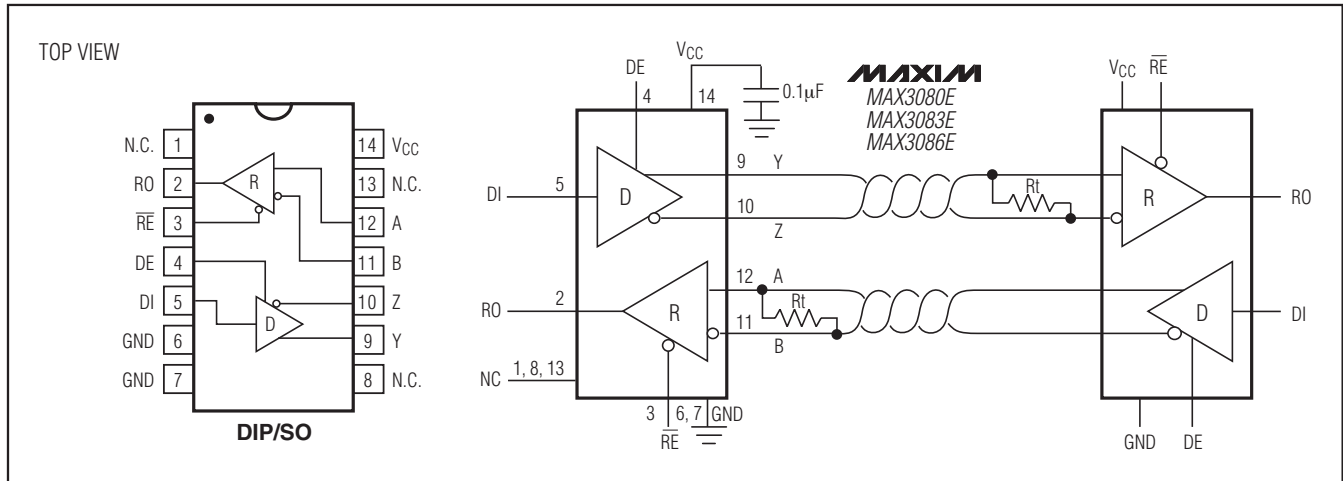 TOP VIEW
N.C. 1
RO 2
RE 3
DE 4
DI 5
GND 6
GND 7
14 VCC
13 N.C.
12 A
11 B
10 Z
9 Y
8 N.C.
R
D
DIP/SO
DE
4
VCC
14
0.1µF
MAXIM
MAX3080E
MAX3083E
MAX3086E
VCC
RE
DI
5
D
9 Y
10
Z
Rt
R
RO
RO
2
R
12 A
Rt
11
B
D
DI
NC
1, 8, 13
3
RE
6, 7
GND
GND
DE